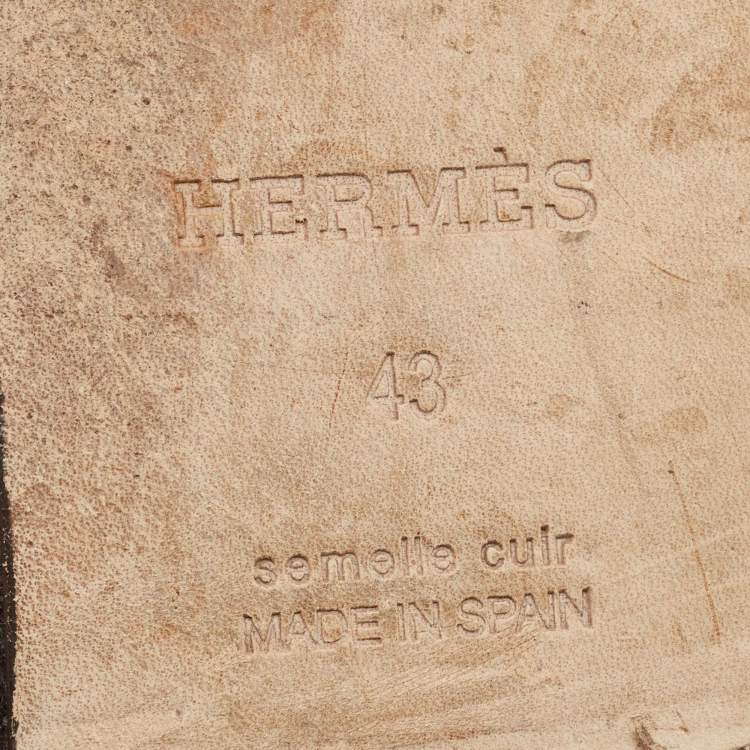 HERMÈS
43
semelle cuir
MADE IN SPAIN